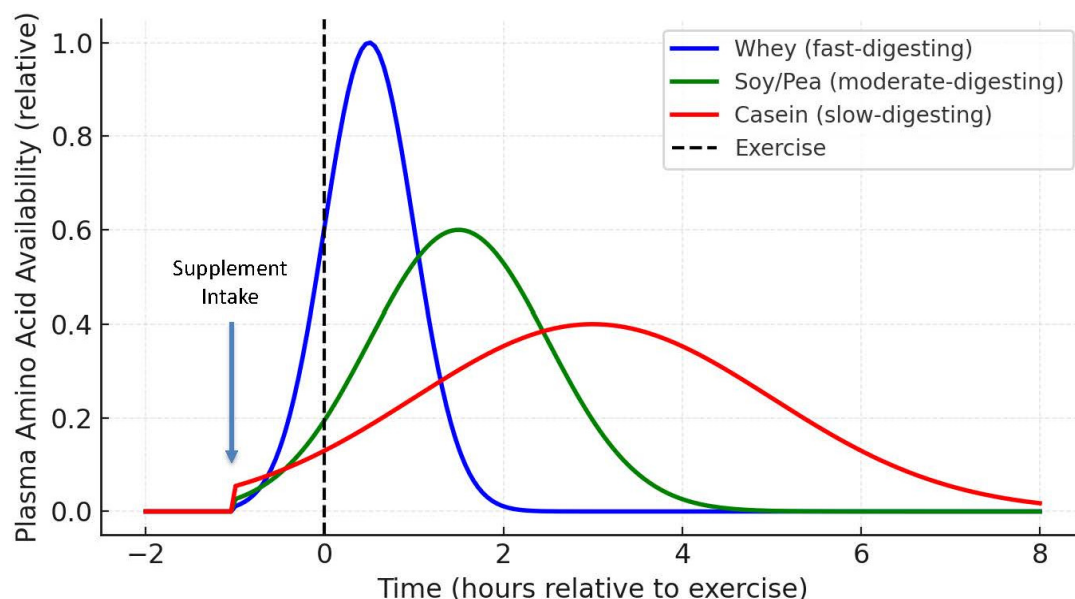 Plasma Amino Acid Availability (relative)
1.0
0.8
0.6
0.4
0.2
0.0
Supplement
Intake
Whey (fast-digesting)
Soy/Pea (moderate-digesting)
Casein (slow-digesting)
Exercise
−2
0
2
4
6
8
Time (hours relative to exercise)